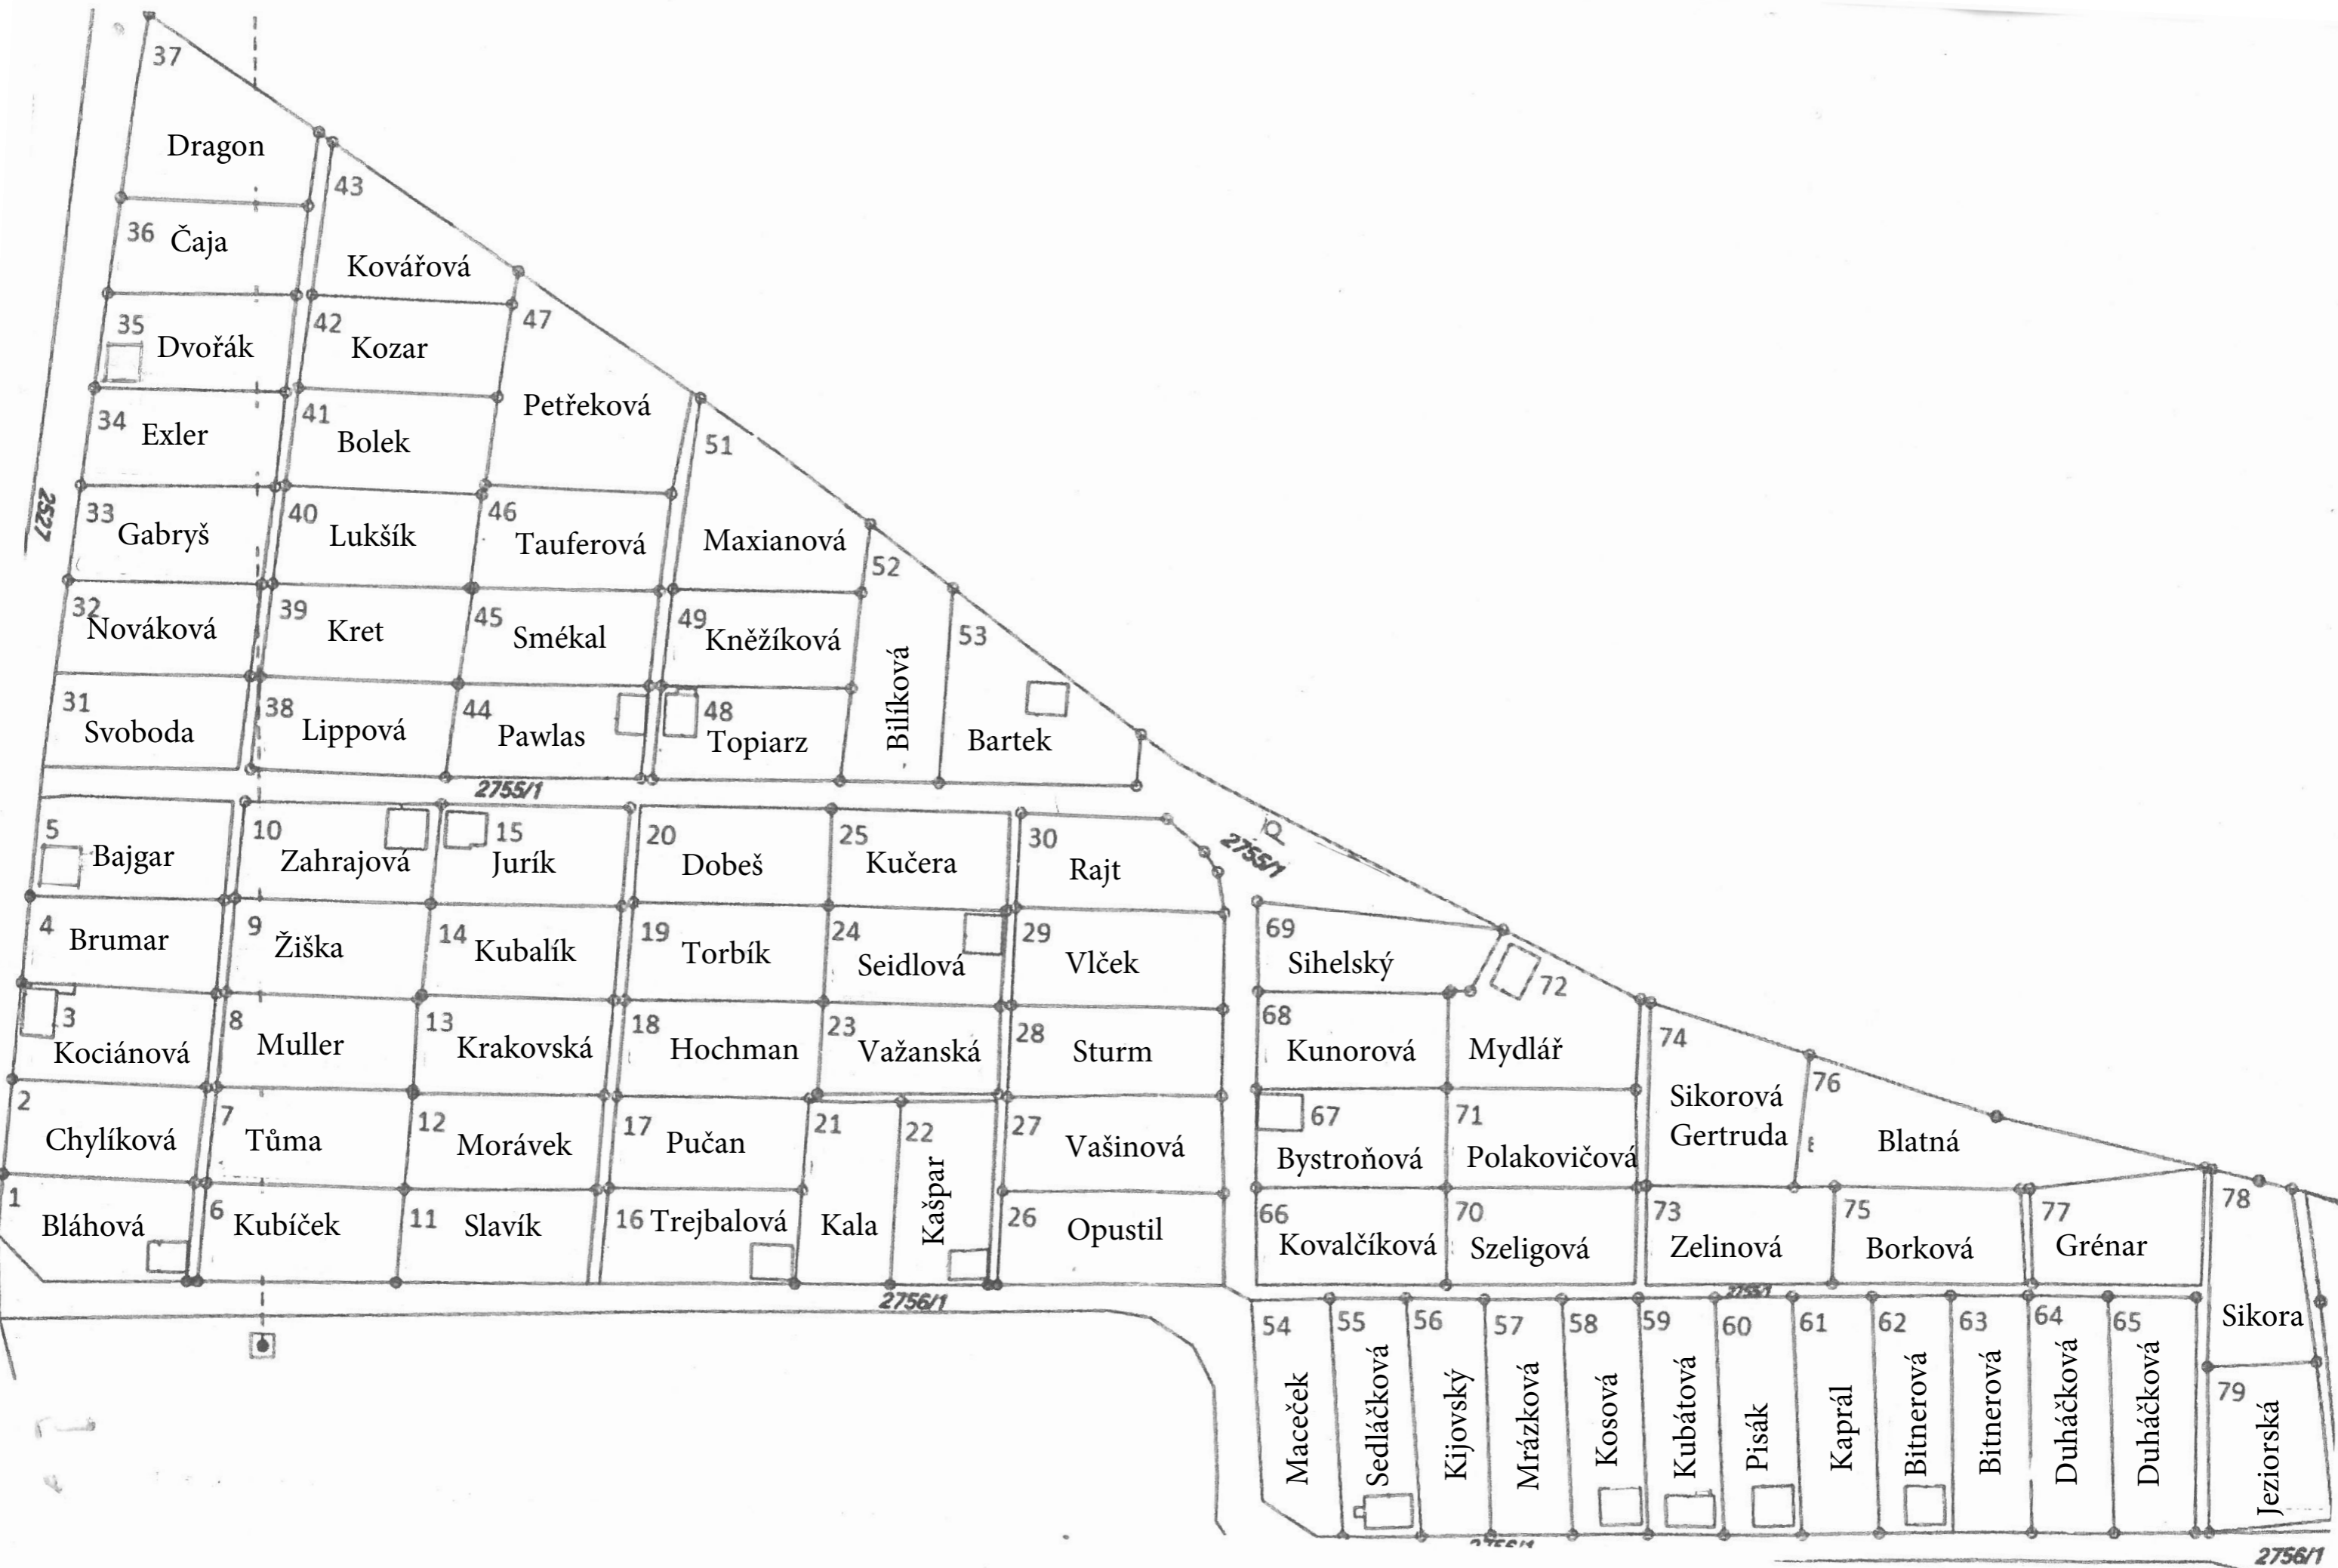 37
Dragon
43
36 Čaja
Kovářová
35
Dvořák
42
Kozar
47
Petřeková
34 Exler
41
Bolek
51
33
Gabryš
40
Lukšík
46
Tauferová
Maxianová
52
2527
32
Nováková
39
Kret
45
Smékal
49
Kněžíková
53
31
Svoboda
38
Lippová
44
Pawlas
48
Topiarz
Bilíková
Bartek
2755/1
5
Bajgar
10
Zahrajová
15
Jurík
20
Dobeš
25
Kučera
30
Rajt
2755/1
4
Brumar
9
Žiška
14
Kubalík
19
Torbík
24
Seidlová
29
Vlček
69
Sihelský
72
3
Kociánová
8
Muller
13
Krakovská
18
Hochman
23
Važanská
28
Sturm
68
Kunorová
Mydlář
74
Sikorová
Gertruda
76
Blatná
2
Chylíková
7
Tůma
12
Morávek
17
Pučan
21
Kala
22
Kašpar
27
Vašinová
67
Bystroňová
71
Polakovičová
1
Bláhová
6
Kubíček
11
Slavík
16 Trejbalová
26
Opustil
66
Kovalčíková
70
Szeligová
73
Zelinová
75
Borková
77
Grénar
78
Sikora
2756/1
2755/1
54
Maceček
55
Sedláčková
56
Kijovský
57
Mrázková
58
Kosová
59
Kubátová
60
Pisák
61
Kaprál
62
Bitnerová
63
Bitnerová
64
Duháčková
65
Duháčková
79
Jeziorská
2756/1
2756/1